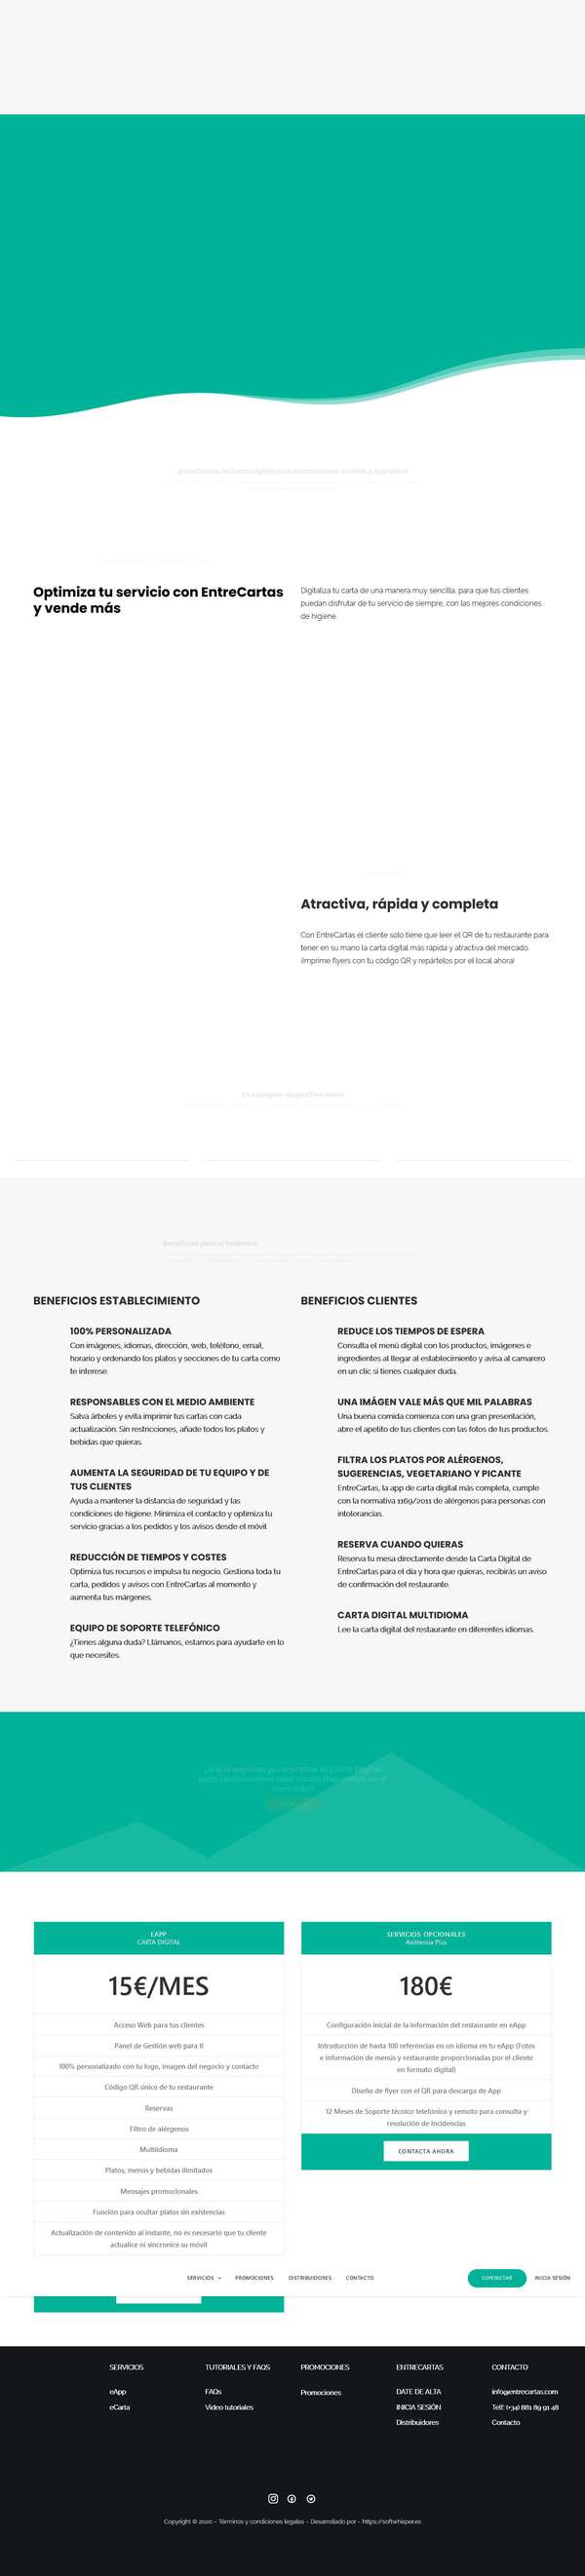 EntreCartas, tu Carta Digital para Restaurantes en Web y App Móvil
Optimiza tu servicio con EntreCartas
y vende más
Digitaliza tu carta de una manera muy sencilla, para que tus clientes
puedan disfrutar de tu servicio de siempre, con las mejores condiciones
de higiene.
Atractiva, rápida y completa
Con EntreCartas el cliente solo tiene que leer el QR de tu restaurante para
tener en su mano la carta digital más rápida y atractiva del mercado.
¡Imprime flyers con tu código QR y repártelos por el local ahora!
En cualquier dispositivo móvil
Beneficios para el hostelero
BENEFICIOS ESTABLECIMIENTO
100% PERSONALIZADA
Con imágenes, idiomas, dirección, web, teléfono, email,
horario y ordenando los platos y secciones de tu carta como
te interese.
RESPONSABLES CON EL MEDIO AMBIENTE
Salva árboles y evita imprimir tus cartas con cada
actualización. Sin restricciones, añade todos los platos y
bebidas que quieras.
AUMENTA LA SEGURIDAD DE TU EQUIPO Y DE
TUS CLIENTES
Ayuda a mantener la distancia de seguridad y las
condiciones de higiene. Minimiza el contacto y optimiza tu
servicio gracias a los pedidos y los avisos desde el móvil
REDUCCIÓN DE TIEMPOS Y COSTES
Optimiza tus recursos e impulsa tu negocio. Gestiona toda tu
carta, pedidos y avisos con EntreCartas al momento y
aumenta tus márgenes.
EQUIPO DE SOPORTE TELEFÓNICO
¿Tienes alguna duda? Llámanos, estamos para ayudarte en lo
que necesites.
BENEFICIOS CLIENTES
REDUCE LOS TIEMPOS DE ESPERA
Consulta el menú digital con los productos, imágenes e
ingredientes al llegar al establecimiento y avisa al camarero
en un clic si tienes cualquier duda.
UNA IMÁGEN VALE MÁS QUE MIL PALABRAS
Una buena comida comienza con una gran presentación,
abre el apetito de tus clientes con las fotos de tus productos.
FILTRA LOS PLATOS POR ALÉRGENOS,
SUGERENCIAS, VEGETARIANO Y PICANTE
EntreCartas, la app de carta digital más completa, cumple
con la normativa 1169/2011 de alérgenos para personas con
intolerancias.
RESERVA CUANDO QUIERAS
Reserva tu mesa directamente desde la Carta Digital de
EntreCartas para el día y hora que quieras, recibirás un aviso
de confirmación del restaurante.
CARTA DIGITAL MULTIDIOMA
Lee la carta digital del restaurante en diferentes idiomas.
EAPP
CARTA DIGITAL
15€/MES
Acceso Web para tus clientes
Panel de Gestión web para ti
100% personalizado con tu logo, imagen del negocio y contacto
Código QR único de tu restaurante
Reservas
Filtro de alérgenos
Multiidioma
Platos, menús y bebidas ilimitados
Mensajes promocionales
Función para ocultar platos sin existencias
Actualización de contenido al instante, no es necesario que tu cliente
actualice ni sincronice su móvil
SERVICIOS OPCIONALES
Asistencia Plus
180€
Configuración inicial de la información del restaurante en eApp
Introducción de hasta 100 referencias en un idioma en tu eApp (Fotos
e información de menús y restaurante proporcionadas por el cliente
en formato digital)
Diseño de flyer con el QR para descarga de App
12 Meses de Soporte técnico telefónico y remoto para consulta y
resolución de incidencias
CONTACTA AHORA
SERVICIOS PROMOCIONES DISTRIBUIDORES CONTACTO CONTACTAR INICIA SESIÓN
SERVICIOS
eApp
eCarta
TUTORIALES Y FAQS
FAQs
Video tutoriales
PROMOCIONES
Promociones
ENTRECARTAS
DATE DE ALTA
INICIA SESIÓN
Distribuidores
CONTACTO
info@entrecartas.com
Telf: (+34) 881 89 91 48
Contacto
Copyright © 2020 – Términos y condiciones legales – Desarrollado por – https://softwhisper.es